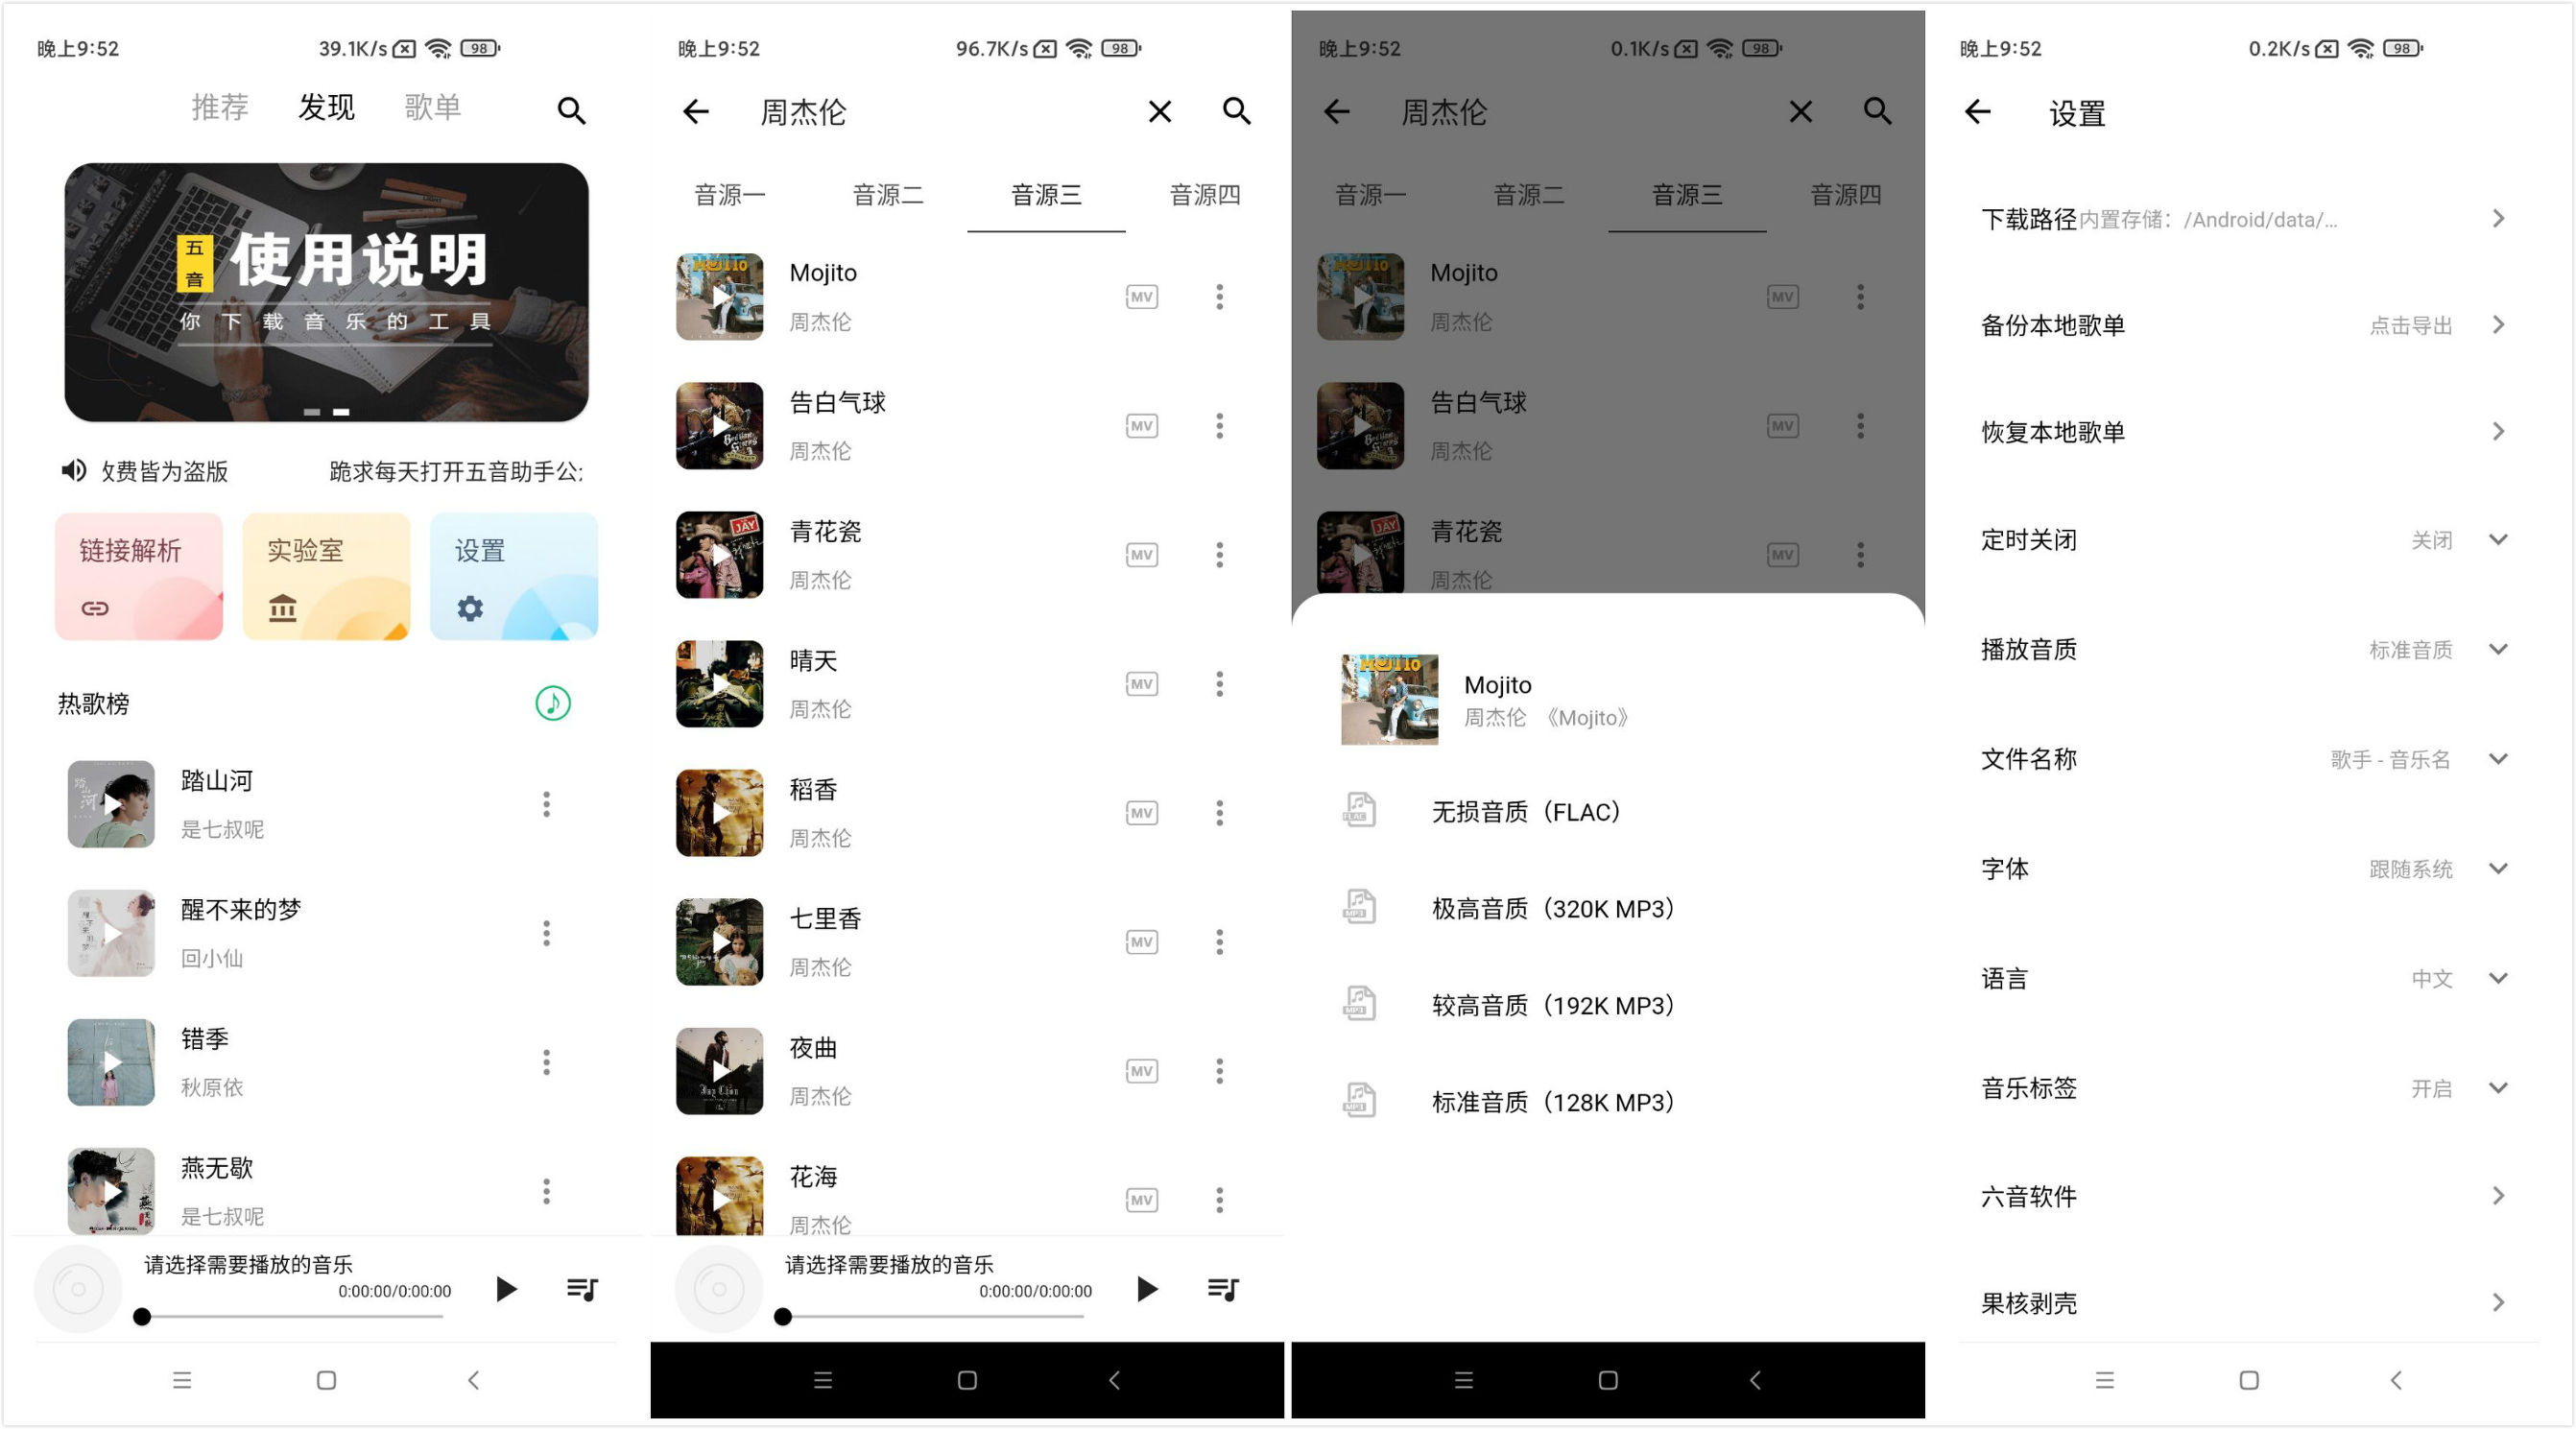 晚上9:52
39.1K/s
98
推荐
发现
歌单
五音
使用说明
你下载音乐的工具
费皆为盗版
跪求每天打开五音助手公
链接解析
实验室
设置
热歌榜
踏山河
是七叔呢
醒不来的梦
回小仙
错季
秋原依
燕无歇
是七叔呢
请选择需要播放的音乐
0:00:00/0:00:00
晚上9:52
96.7K/s
98
周杰伦
音源一
音源二
音源三
音源四
Mojito
MV
周杰伦
告白气球
MV
周杰伦
青花瓷
MV
周杰伦
晴天
MV
周杰伦
稻香
MV
周杰伦
七里香
MV
周杰伦
夜曲
MV
周杰伦
花海
MV
周杰伦
请选择需要播放的音乐
0:00:00/0:00:00
晚上9:52
0.1K/s
98
周杰伦
音源一
音源二
音源三
音源四
Mojito
MV
周杰伦
告白气球
MV
周杰伦
青花瓷
MV
周杰伦
Mojito
周杰伦 《Mojito》
FLAC
无损音质（FLAC）
MP3
极高音质（320K MP3）
MP3
较高音质（192K MP3）
MP3
标准音质（128K MP3）
晚上9:52
0.2K/s
98
设置
下载路径内置存储：/Android/data/...
备份本地歌单
点击导出
恢复本地歌单
定时关闭
关闭
播放音质
标准音质
文件名称
歌手 - 音乐名
字体
跟随系统
语言
中文
音乐标签
开启
六音软件
果核剥壳